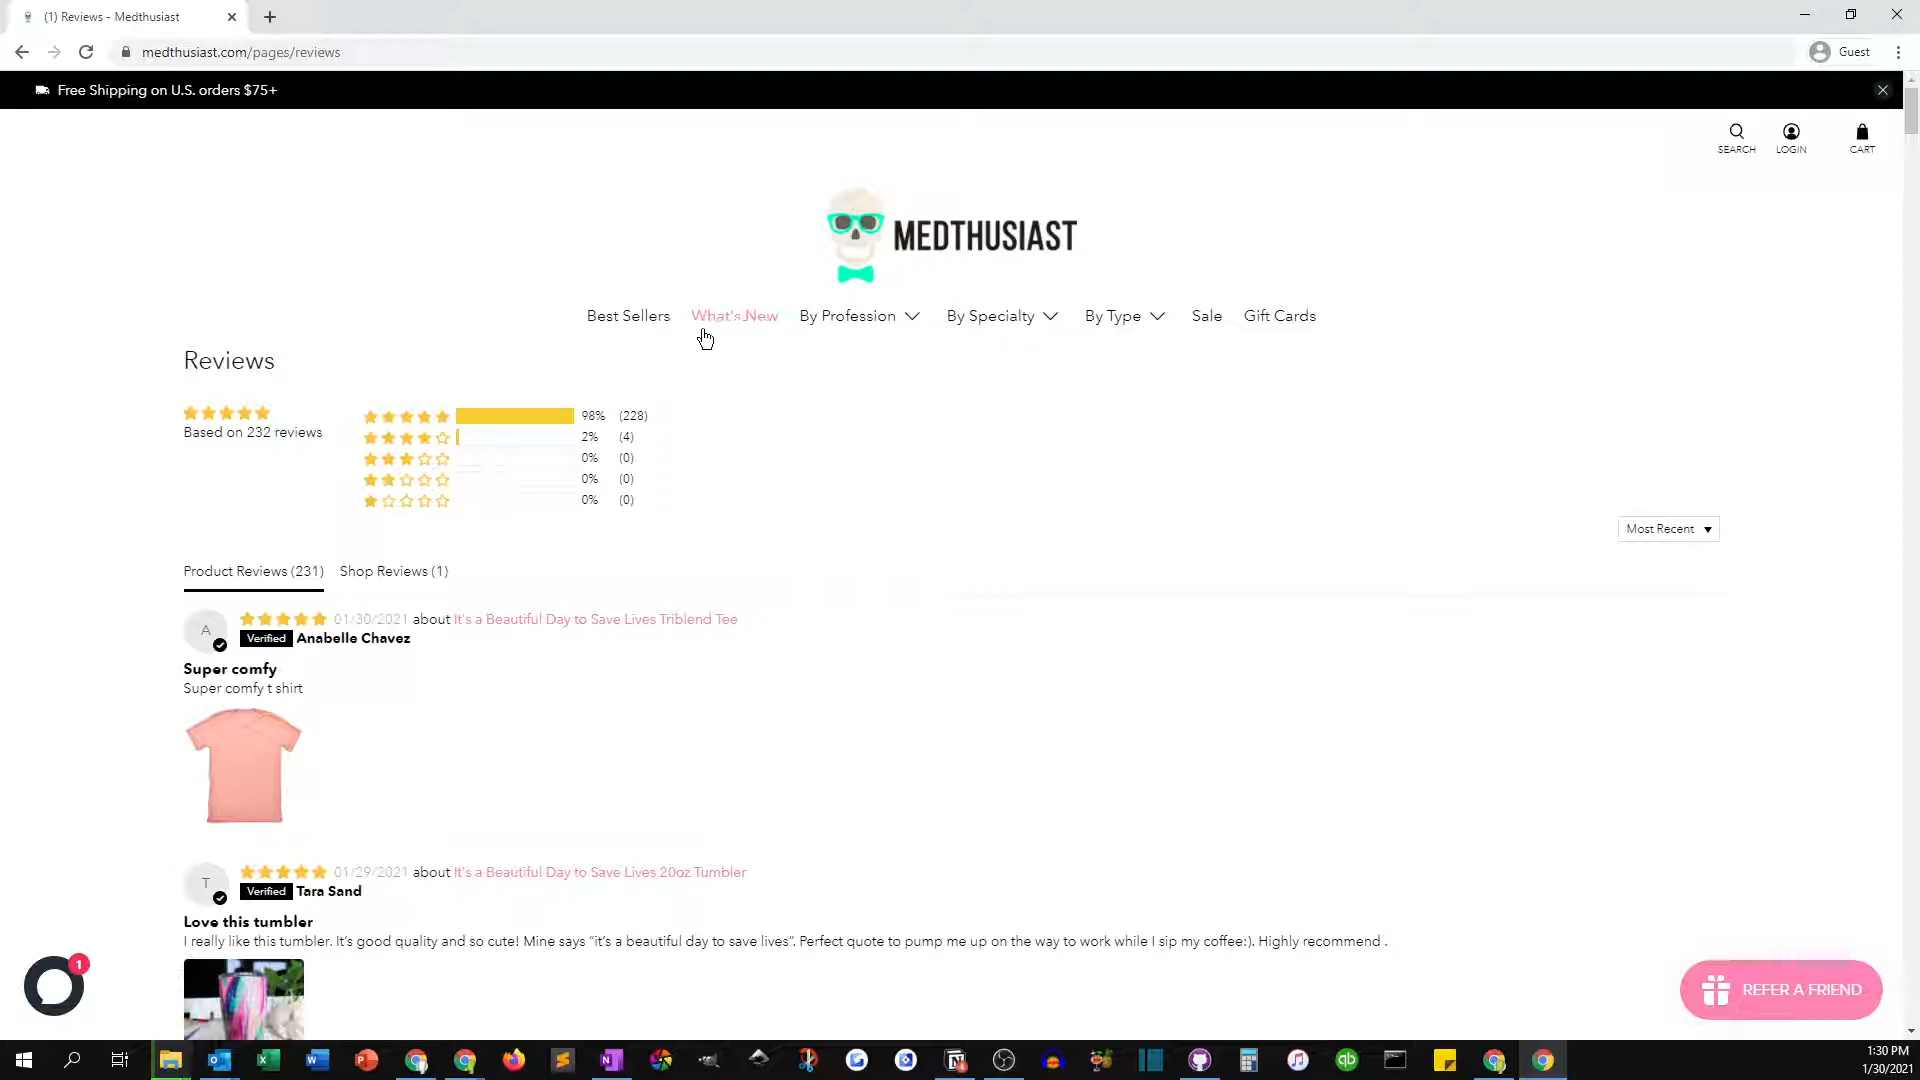 (1) Reviews - Medthusiast
medthusiast.com/pages/reviews
Guest
Free Shipping on U.S. orders $75+
SEARCH LOGIN CART
MEDTHUSIAST
Best Sellers What's New By Profession By Specialty By Type Sale Gift Cards
Reviews
98% (228)
Based on 232 reviews
2% (4)
0% (0)
0% (0)
0% (0)
Most Recent
Product Reviews (231) Shop Reviews (1)
A
01/30/2021 about It's a Beautiful Day to Save Lives Triblend Tee
Verified Anabelle Chavez
Super comfy
Super comfy t shirt
T
01/29/2021 about It's a Beautiful Day to Save Lives 20oz Tumbler
Verified Tara Sand
Love this tumbler
I really like this tumbler. It's good quality and so cute! Mine says “it's a beautiful day to save lives”. Perfect quote to pump me up on the way to work while I sip my coffee:). Highly recommend .
1
REFER A FRIEND
1:30 PM
1/30/2021